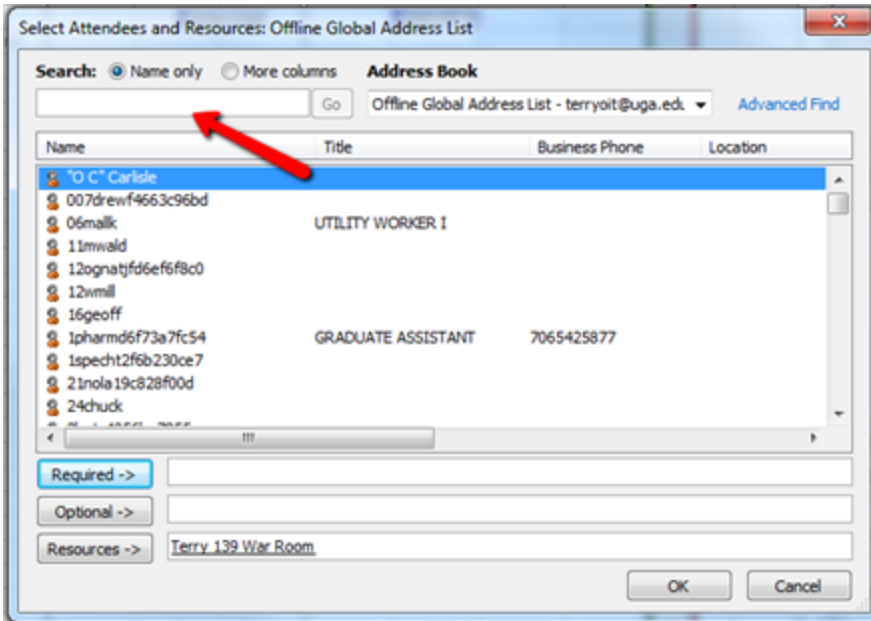 Select Attendees and Resources: Offline Global Address List
Search: Name only More columns Address Book
Go Offline Global Address List - terryoit@uga.edu Advanced Find
Name Title Business Phone Location
"O C" Carlisle
007drewf4663c96bd
06mallk UTILITY WORKER I
11mwald
12ognatjfd6ef6f8c0
12wmill
16geoff
1pharmd6f73a7fc54 GRADUATE ASSISTANT 7065425877
1specht2f6b230ce7
21nola19c828f00d
24chuck
Required ->
Optional ->
Resources -> Terry 139 War Room
OK Cancel